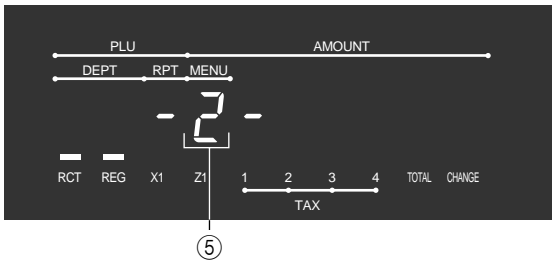 PLU AMOUNT
DEPT RPT MENU
-2-
RCT REG X1 Z1 1 2 3 4 TOTAL CHANGE
TAX
⑤